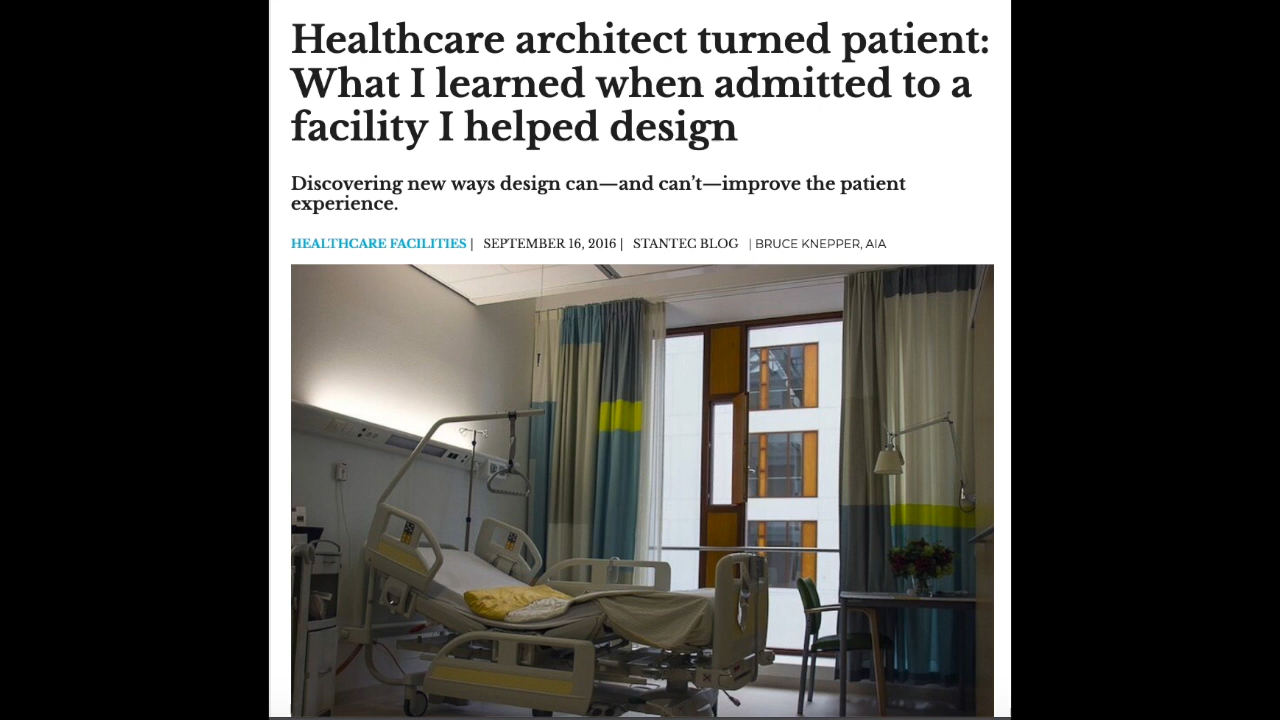 Healthcare architect turned patient:
What I learned when admitted to a
facility I helped design
Discovering new ways design can—and can’t—improve the patient
experience.
HEALTHCARE FACILITIES | SEPTEMBER 16, 2016 | STANTEC BLOG | BRUCE KNEPPER, AIA